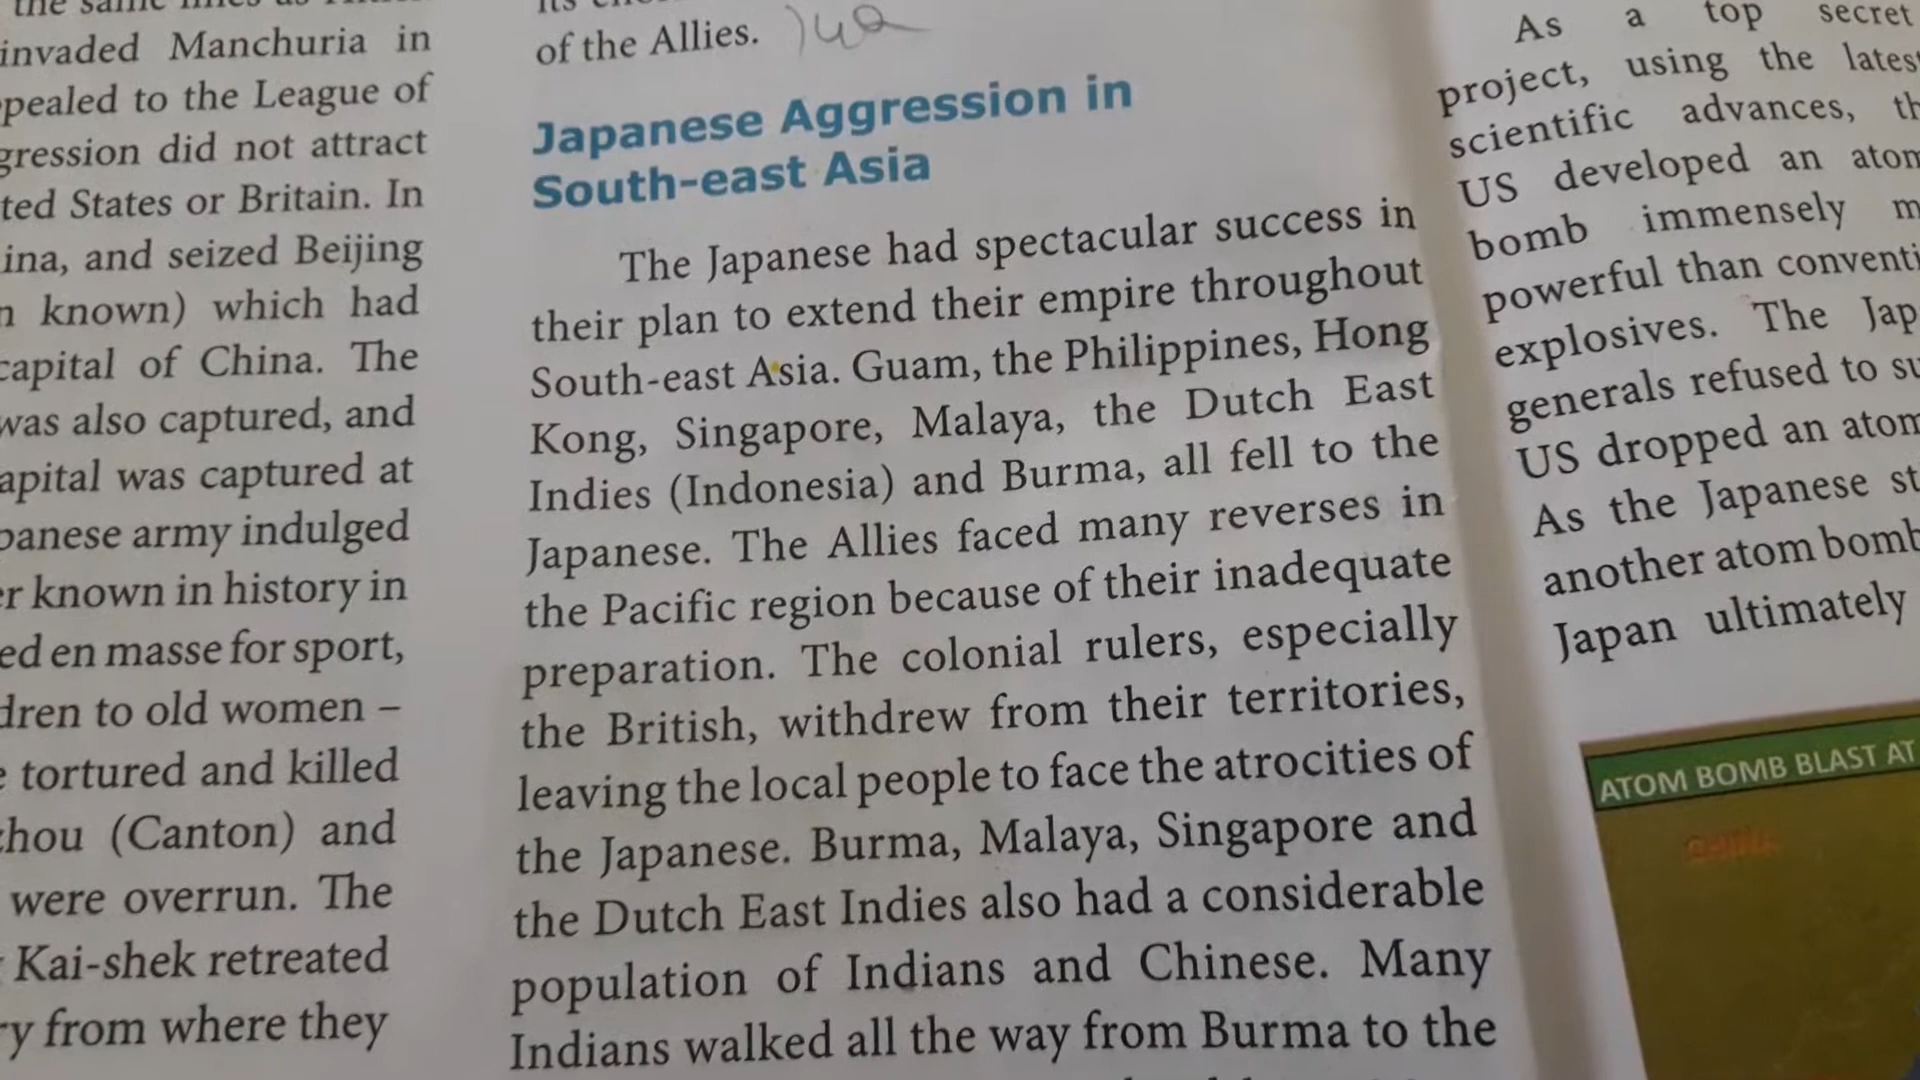 invaded Manchuria in
to the League of
did not attract
States or Britain. In
and seized Beijing
known) which had
capital of China. The
was also captured, and
capital was captured at
army indulged
known in history in
en masse for sport,
to old women –
tortured and killed
(Canton) and
were overrun. The
Kai-shek retreated
from where they
of the Allies.
Japanese Aggression in
South-east Asia
The Japanese had spectacular success in
their plan to extend their empire throughout
South-east Asia. Guam, the Philippines, Hong
Kong, Singapore, Malaya, the Dutch East
Indies (Indonesia) and Burma, all fell to the
Japanese. The Allies faced many reverses in
the Pacific region because of their inadequate
preparation. The colonial rulers, especially
the British, withdrew from their territories,
leaving the local people to face the atrocities of
the Japanese. Burma, Malaya, Singapore and
the Dutch East Indies also had a considerable
population of Indians and Chinese. Many
Indians walked all the way from Burma to the
As a top secret
project, using the latest
scientific advances,
US developed an atom
bomb immensely
powerful than
explosives. The
generals refused to
US dropped an atom
As the Japanese
another atom bomb
Japan ultimately
ATOM BOMB BLAST AT